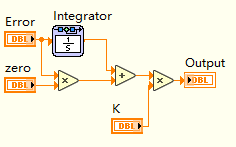 Error
Integrator
DBL
1
S
zero
DBL
×
+
×
Output
DBL
K
DBL